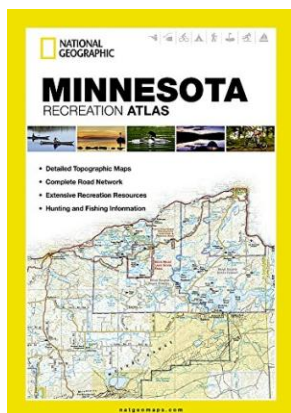 NATIONAL
GEOGRAPHIC
MINNESOTA
RECREATION ATLAS
• Detailed Topographic Maps
• Complete Road Network
• Extensive Recreation Resources
• Hunting and Fishing Information
natgeomaps.com